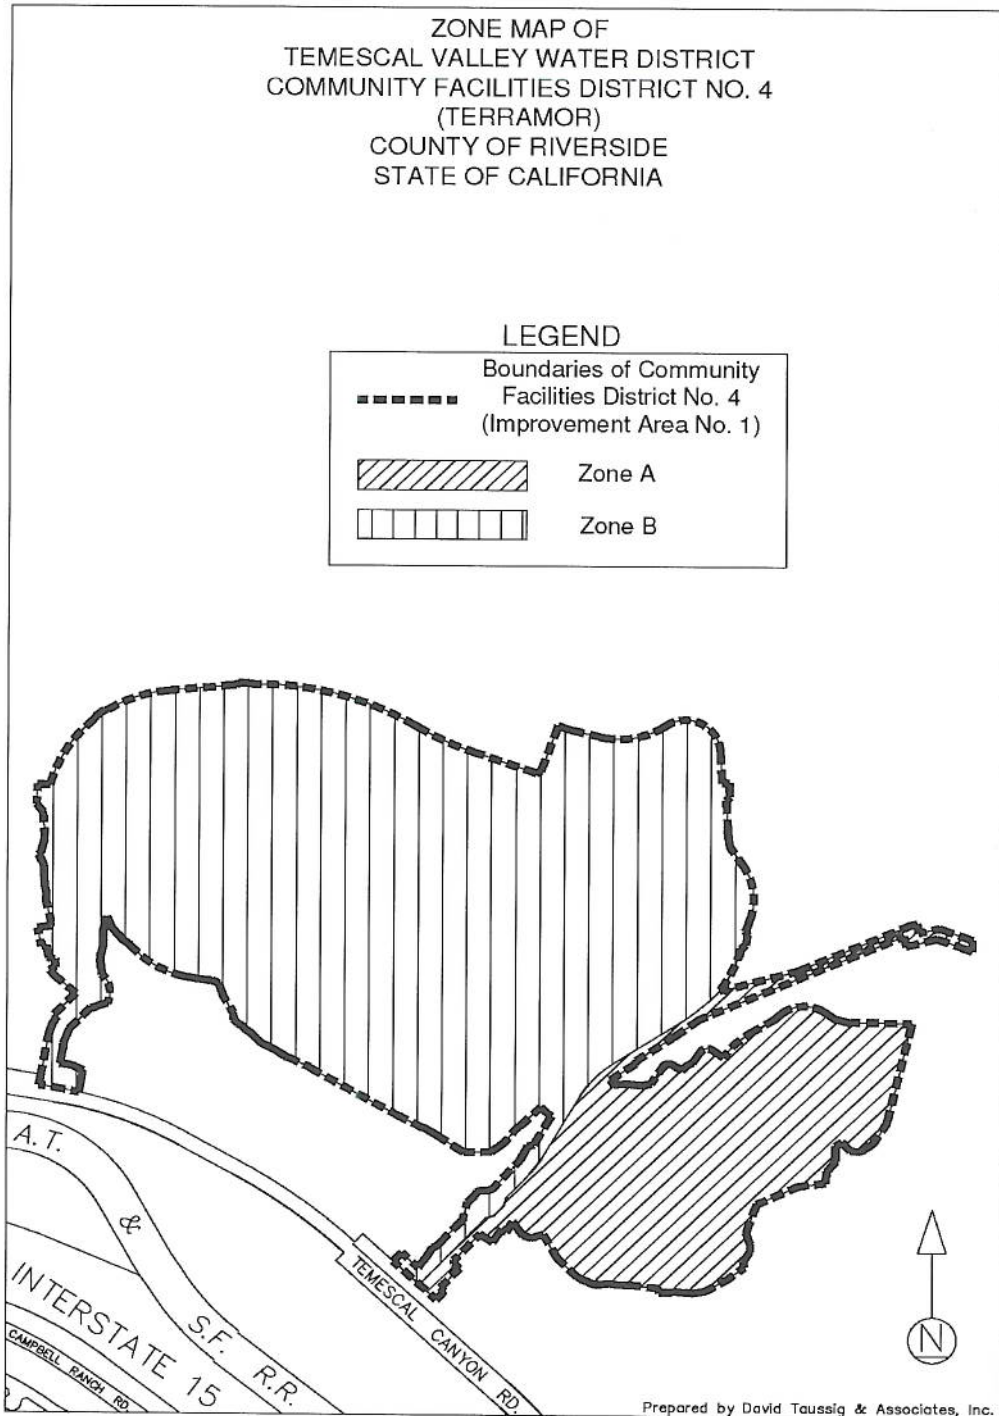 ZONE MAP OF
TEMESCAL VALLEY WATER DISTRICT
COMMUNITY FACILITIES DISTRICT NO. 4
(TERRAMOR)
COUNTY OF RIVERSIDE
STATE OF CALIFORNIA
LEGEND
Boundaries of Community
Facilities District No. 4
(Improvement Area No. 1)
Zone A
Zone B
A.T.
&
S.F. R.R.
INTERSTATE 15
CAMPBELL RANCH RD.
TEMESCAL CANYON RD.
N
Prepared by David Taussig & Associates, Inc.